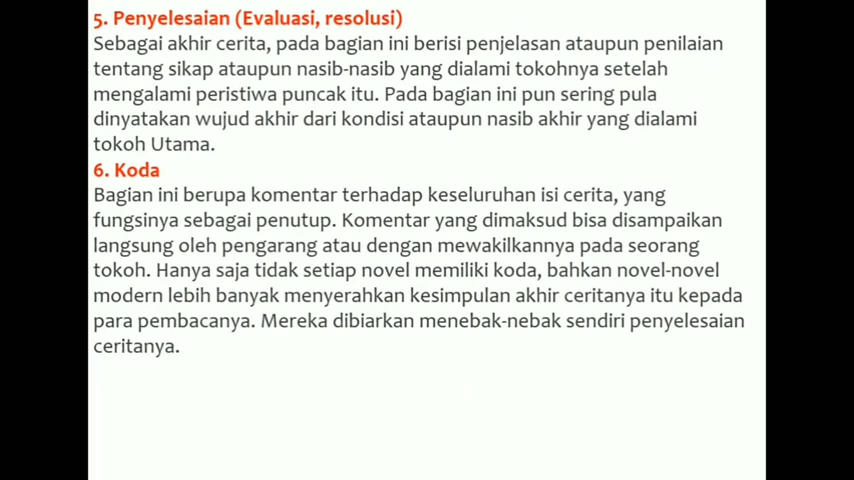 5. Penyelesaian (Evaluasi, resolusi)
Sebagai akhir cerita, pada bagian ini berisi penjelasan ataupun penilaian
tentang sikap ataupun nasib-nasib yang dialami tokohnya setelah
mengalami peristiwa puncak itu. Pada bagian ini pun sering pula
dinyatakan wujud akhir dari kondisi ataupun nasib akhir yang dialami
tokoh Utama.
6. Koda
Bagian ini berupa komentar terhadap keseluruhan isi cerita, yang
fungsinya sebagai penutup. Komentar yang dimaksud bisa disampaikan
langsung oleh pengarang atau dengan mewakilkannya pada seorang
tokoh. Hanya saja tidak setiap novel memiliki koda, bahkan novel-novel
modern lebih banyak menyerahkan kesimpulan akhir ceritanya itu kepada
para pembacanya. Mereka dibiarkan menebak-nebak sendiri penyelesaian
ceritanya.